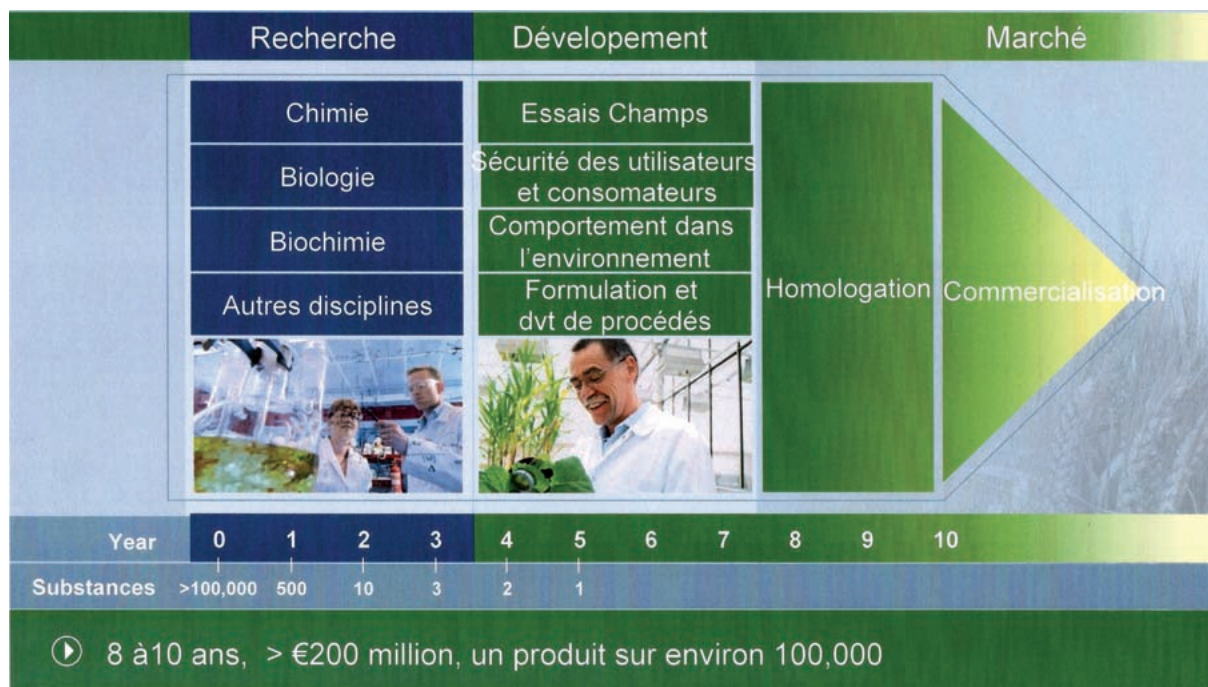 Recherche Dévelopement Marché
Chimie
Biologie
Biochimie
Autres disciplines
Essais Champs
Sécurité des utilisateurs
et consomateurs
Comportement dans
l'environnement
Formulation et
dvt de procédés
Homologation
Commercialisation
Year 0 1 2 3 4 5 6 7 8 9 10
Substances >100,000 500 10 3 2 1
8 à10 ans, > €200 million, un produit sur environ 100,000